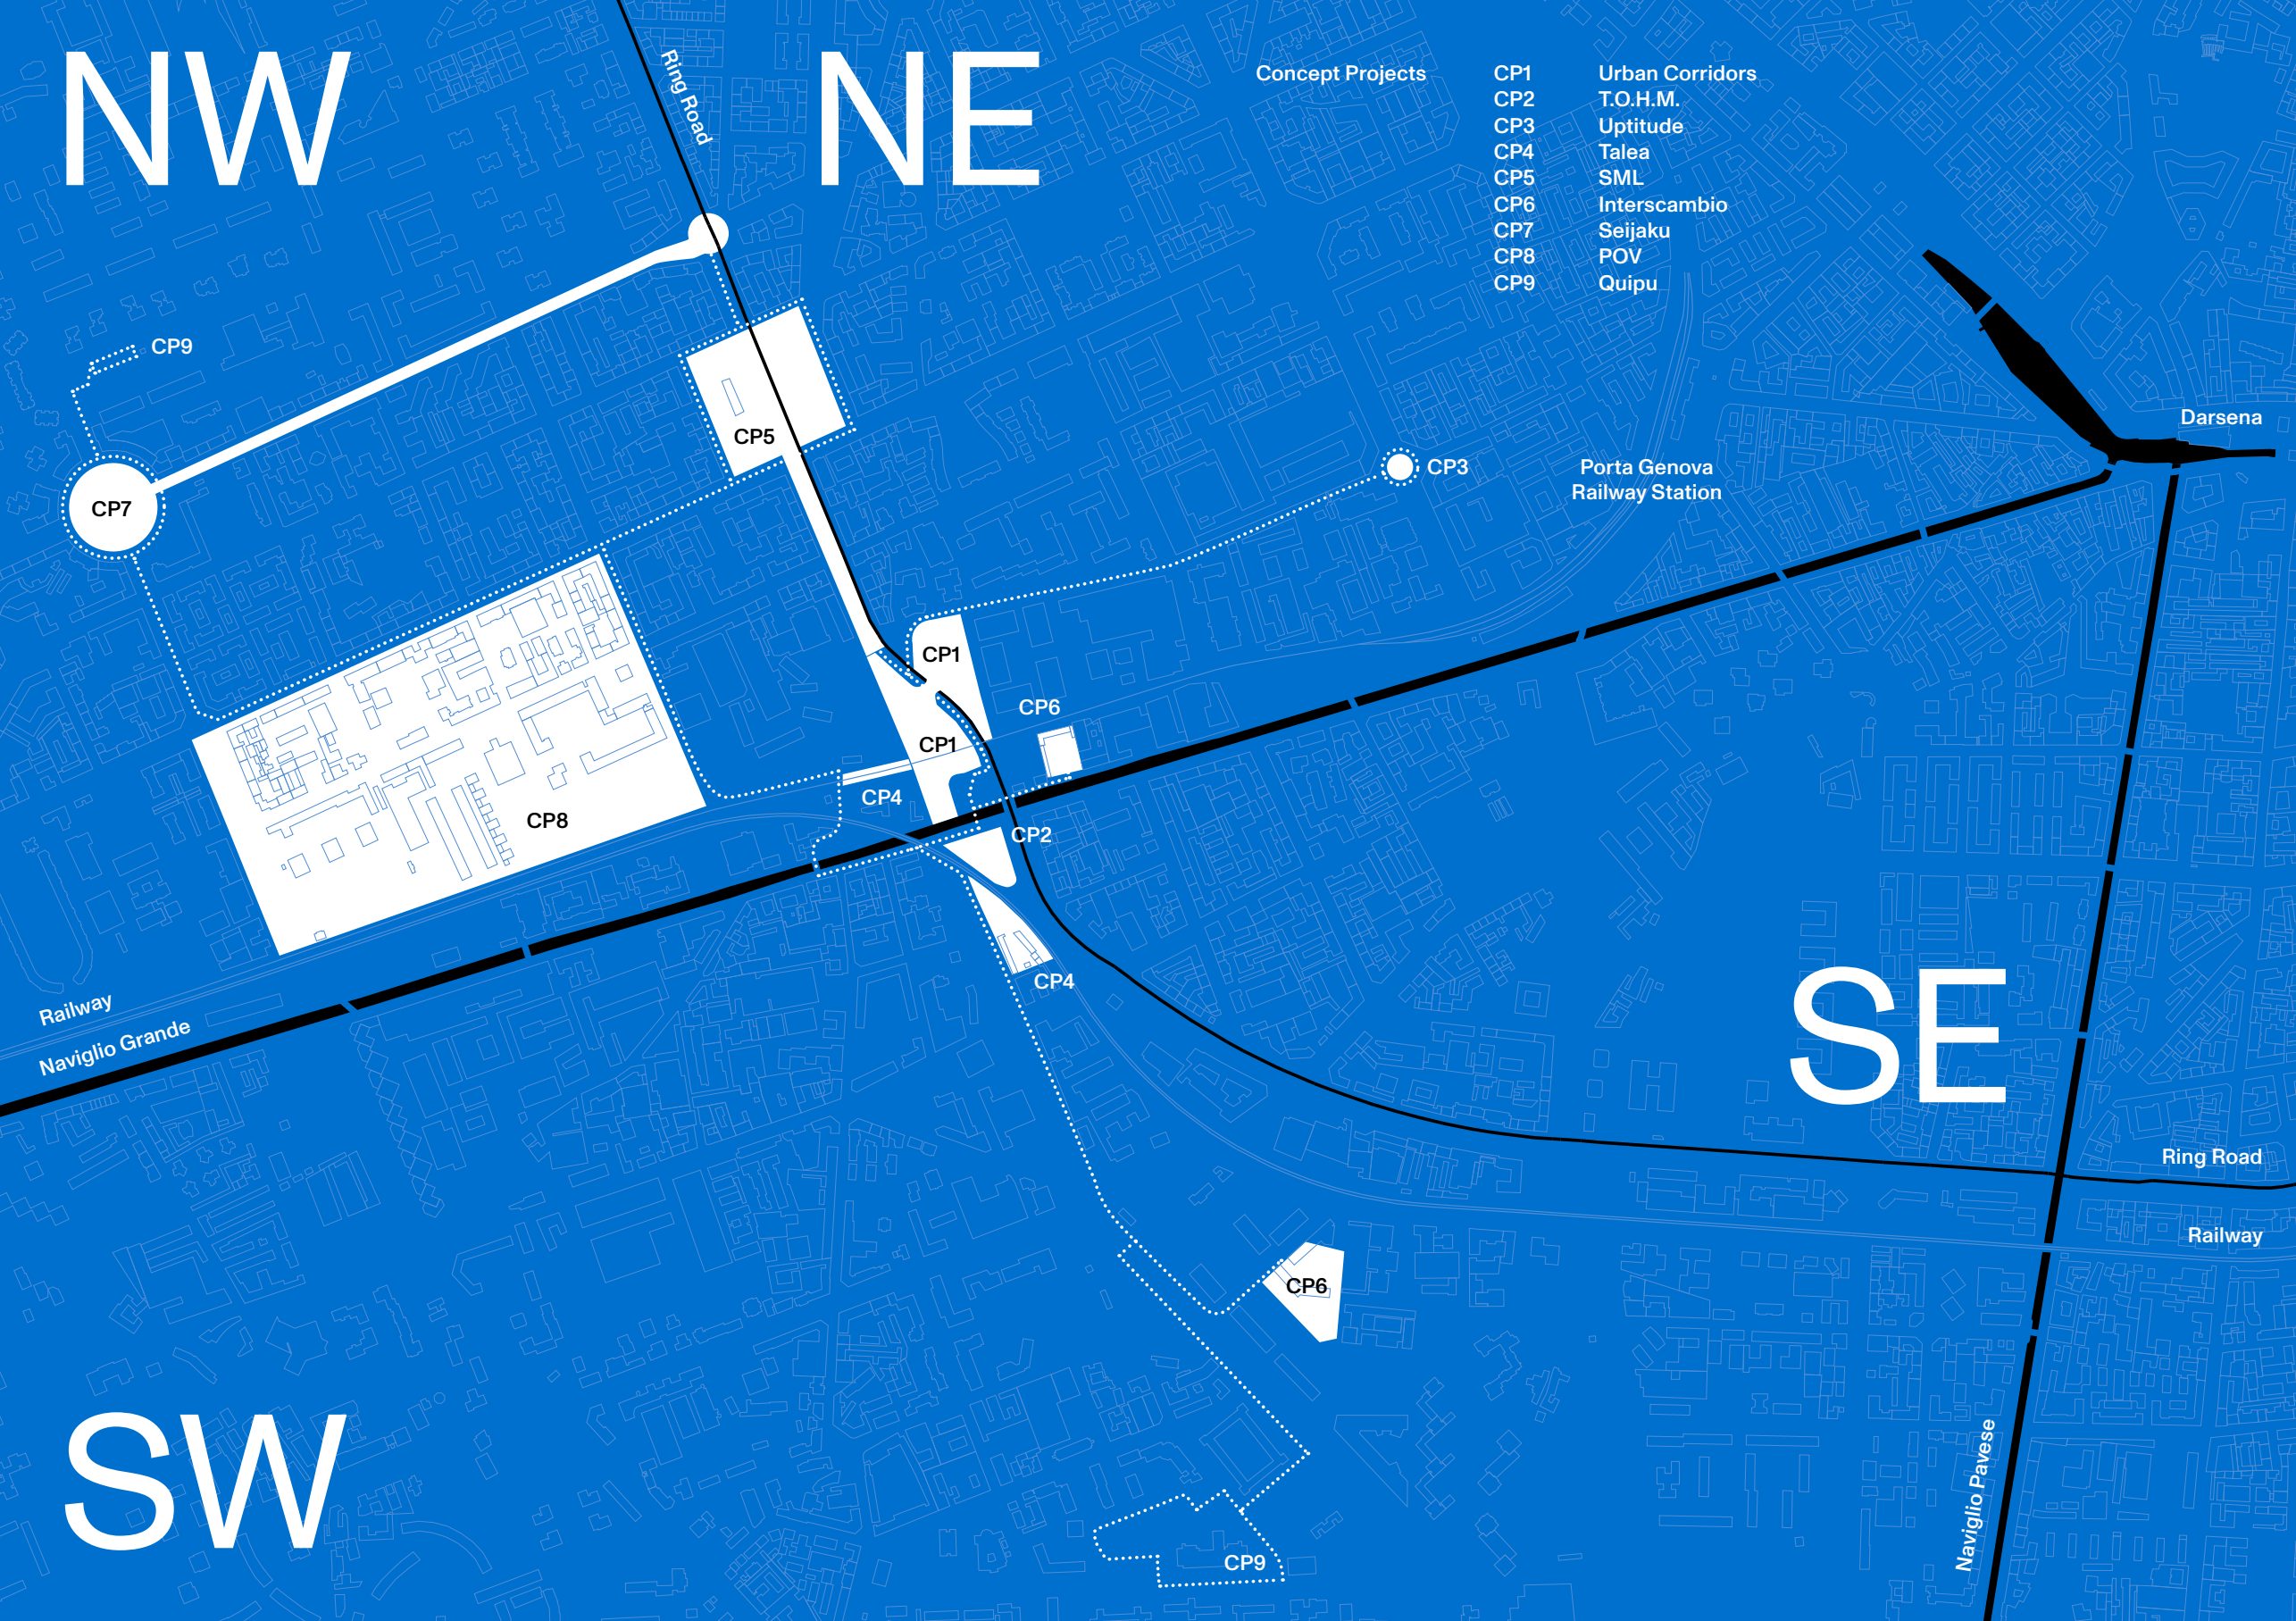 NW
NE
Ring Road
Concept Projects
CP1 Urban Corridors
CP2 T.O.H.M.
CP3 Uptitude
CP4 Talea
CP5 SML
CP6 Interscambio
CP7 Seijaku
CP8 POV
CP9 Quipu
CP9
Darsena
CP5
CP3
Porta Genova
Railway Station
CP7
CP1
CP6
CP1
CP4
CP8
CP2
CP4
Railway
Naviglio Grande
SE
Ring Road
Railway
CP6
SW
Naviglio Pavese
CP9